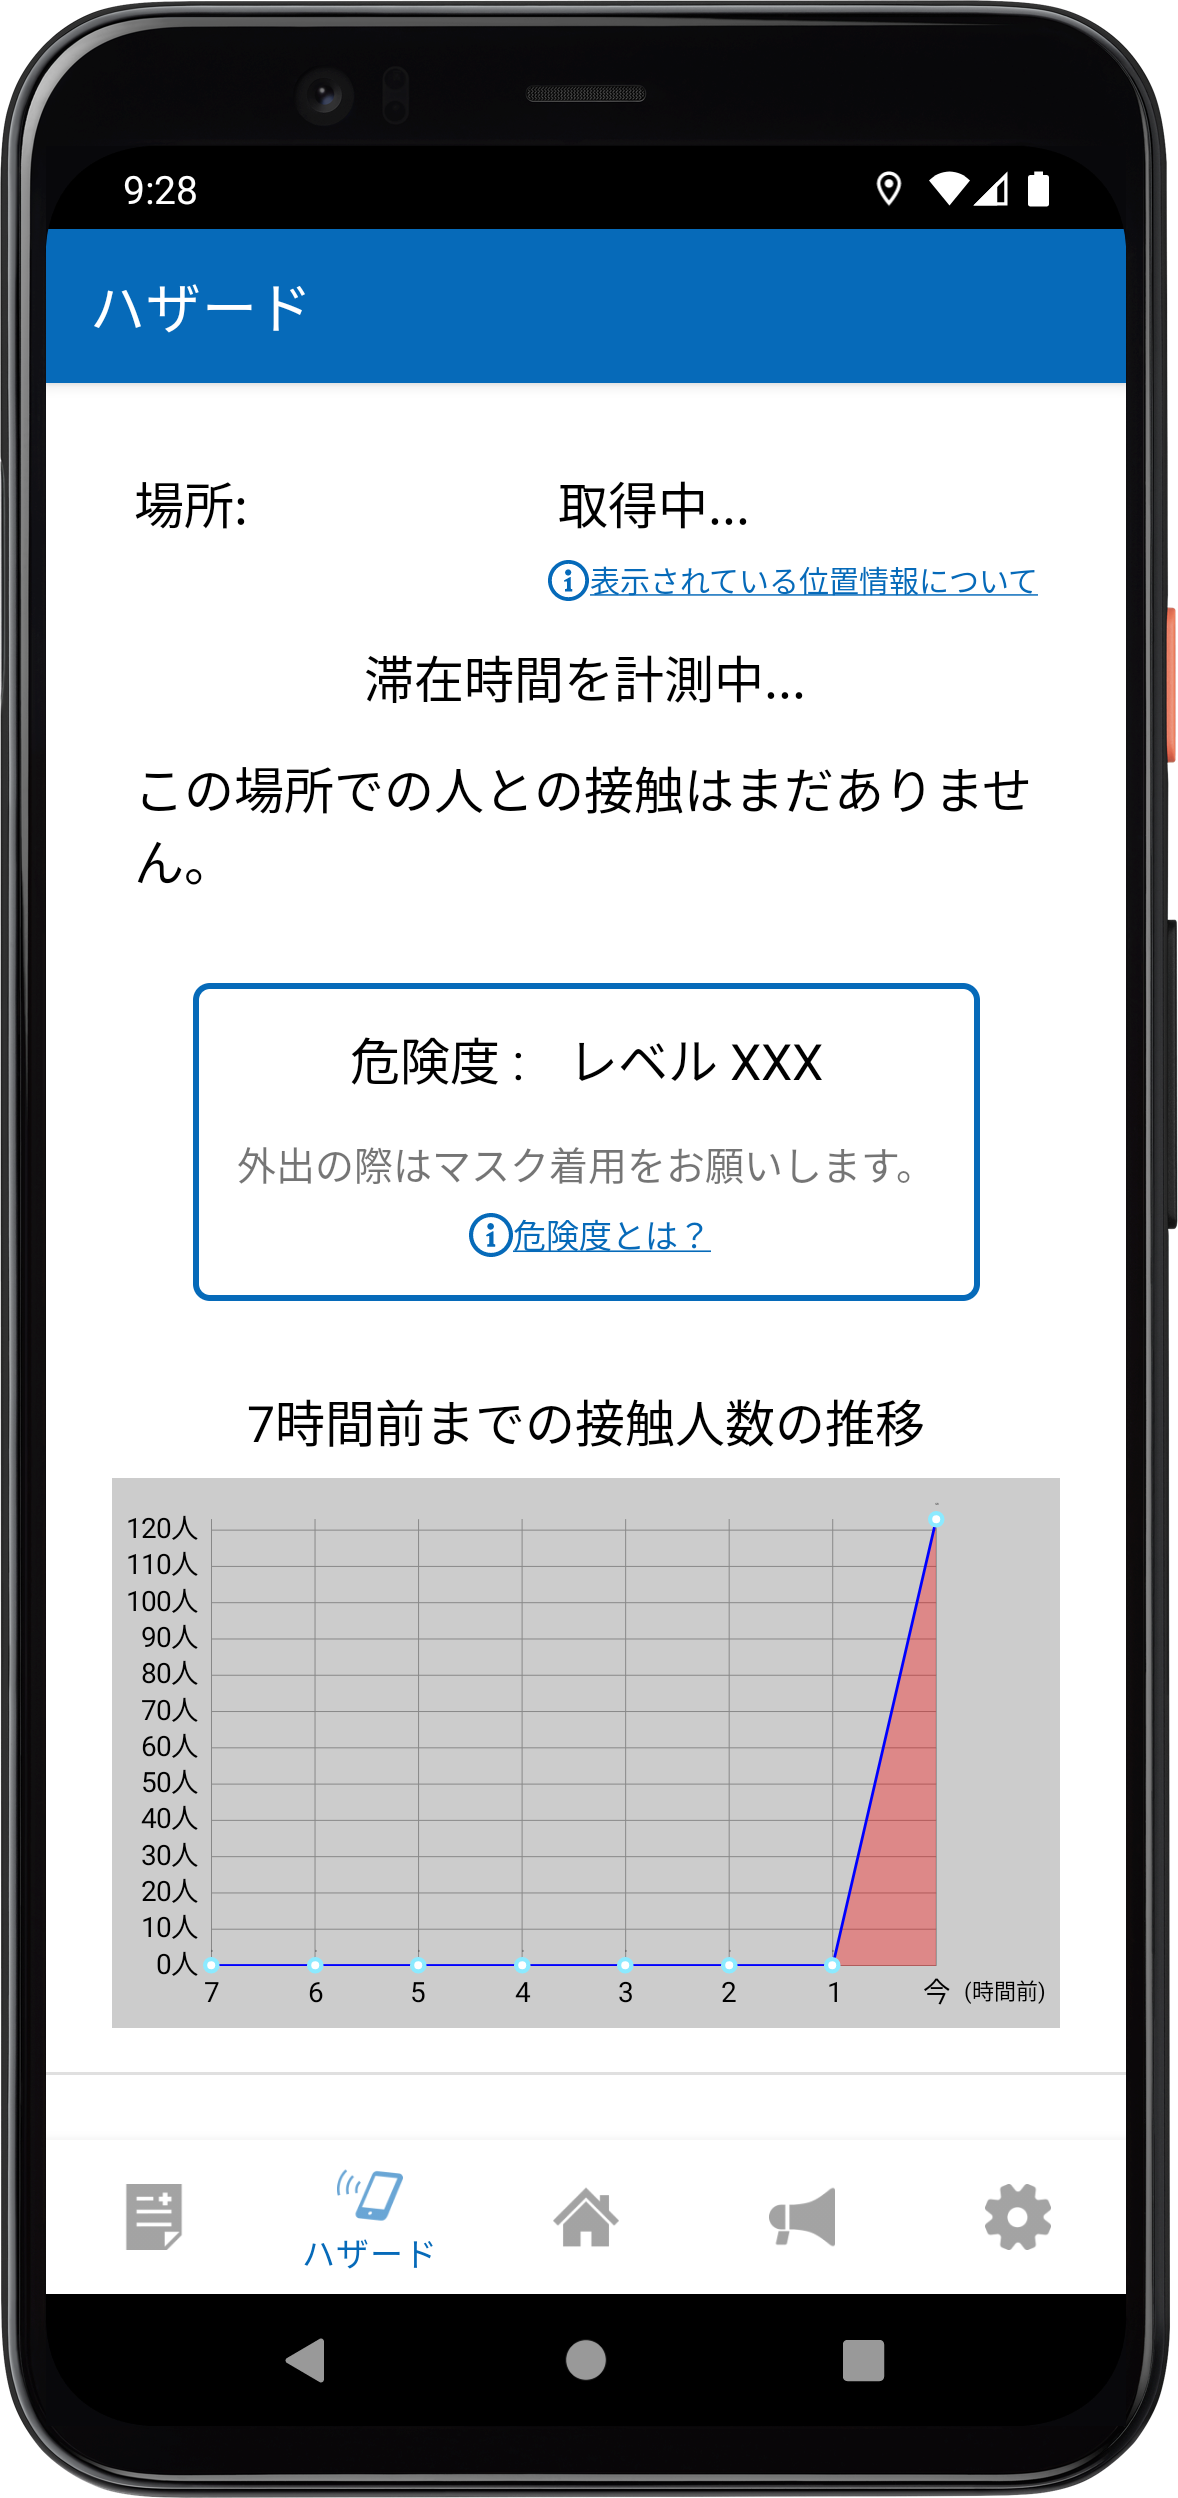 9:28
ハザード
場所: 取得中...
表示されている位置情報について
滞在時間を計測中...
この場所での人との接触はまだありませ
ん。
危険度 : レベル XXX
外出の際はマスク着用をお願いします。
危険度とは？
7時間前までの接触人数の推移
120人
110人
100人
90人
80人
70人
60人
50人
40人
30人
20人
10人
0人
7 6 5 4 3 2 1 今 (時間前)
ハザード